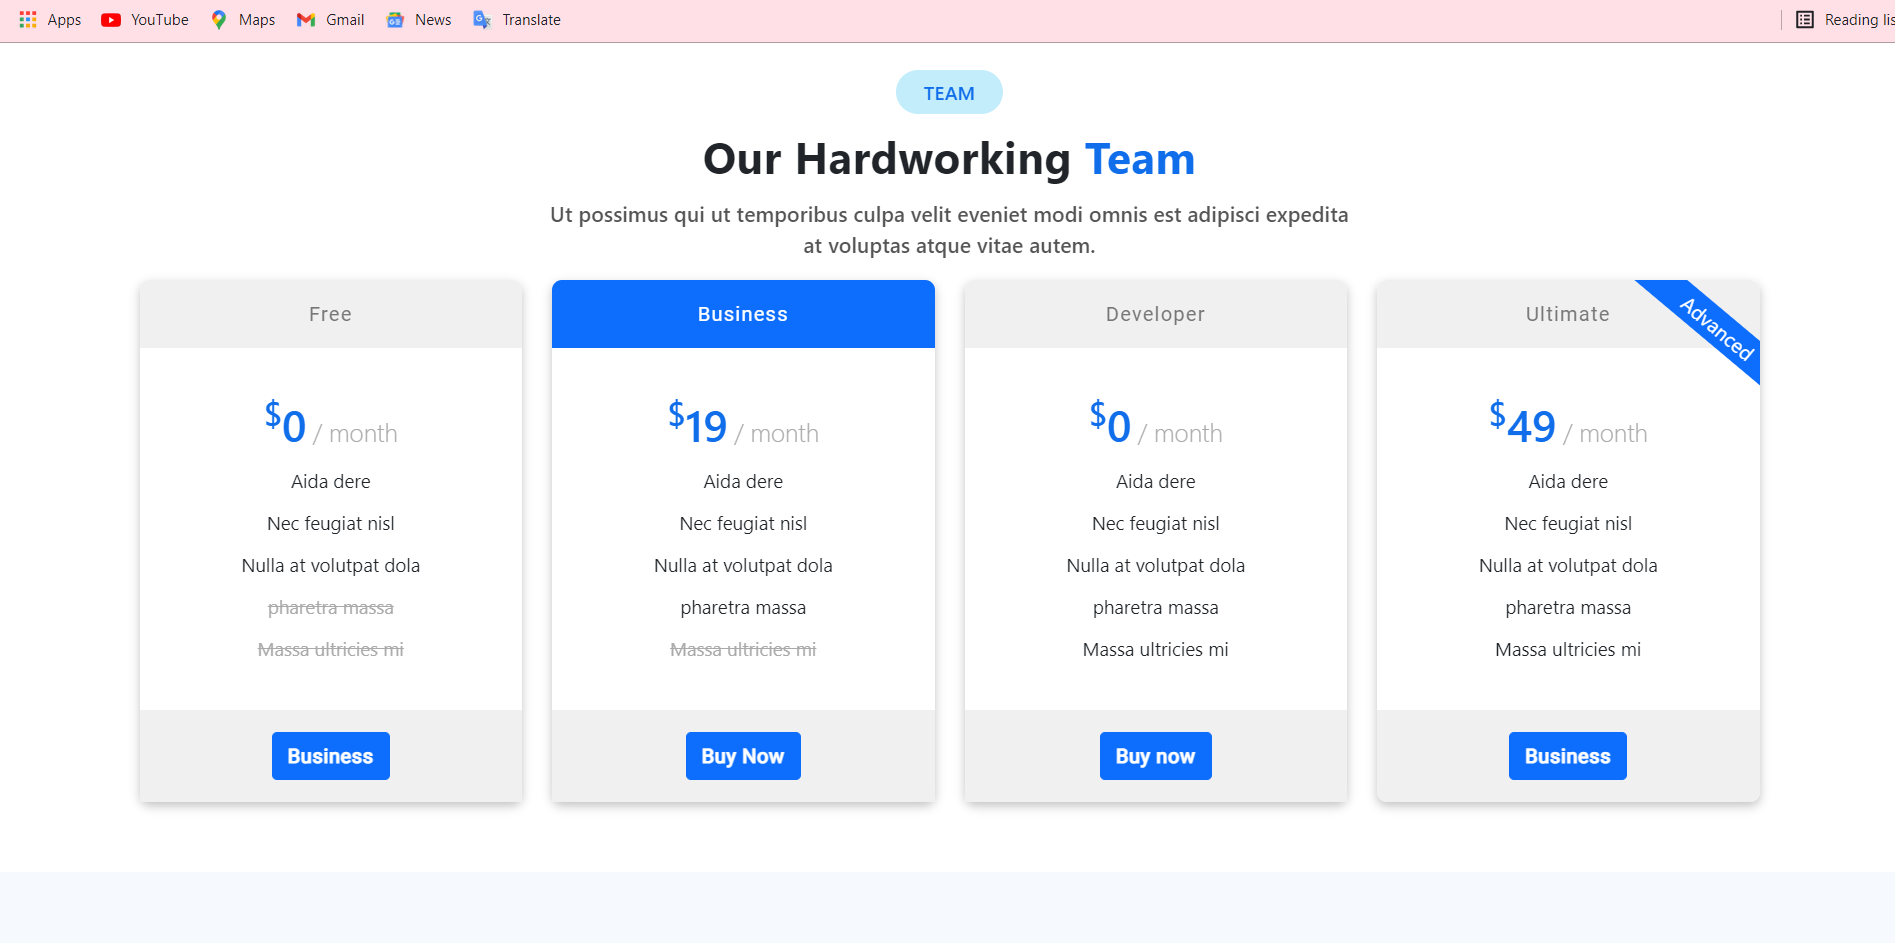 Apps YouTube Maps Gmail News Translate Reading lis
TEAM
Our Hardworking Team
Ut possimus qui ut temporibus culpa velit eveniet modi omnis est adipisci expedita
at voluptas atque vitae autem.
Free
$0 / month
Aida dere
Nec feugiat nisl
Nulla at volutpat dola
pharetra massa
Massa ultricies mi
Business
Business
$19 / month
Aida dere
Nec feugiat nisl
Nulla at volutpat dola
pharetra massa
Massa ultricies mi
Buy Now
Developer
$0 / month
Aida dere
Nec feugiat nisl
Nulla at volutpat dola
pharetra massa
Massa ultricies mi
Buy now
Ultimate
Advanced
$49 / month
Aida dere
Nec feugiat nisl
Nulla at volutpat dola
pharetra massa
Massa ultricies mi
Business